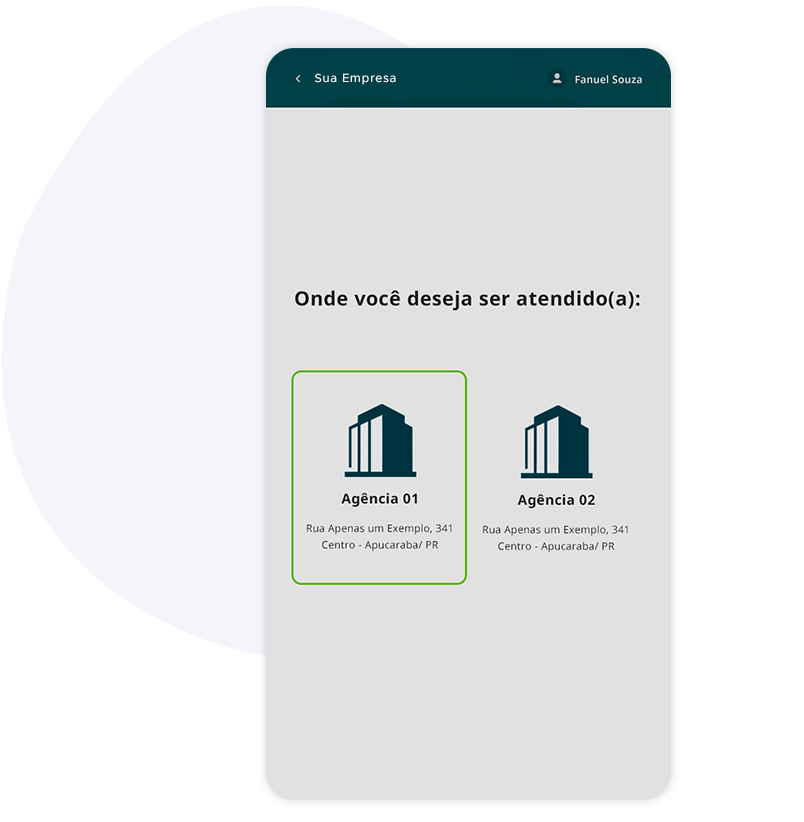 Sua Empresa
Fanuel Souza
Onde você deseja ser atendido(a):
Agência 01
Rua Apenas um Exemplo, 341
Centro - Apucaraba/ PR
Agência 02
Rua Apenas um Exemplo, 341
Centro - Apucaraba/ PR